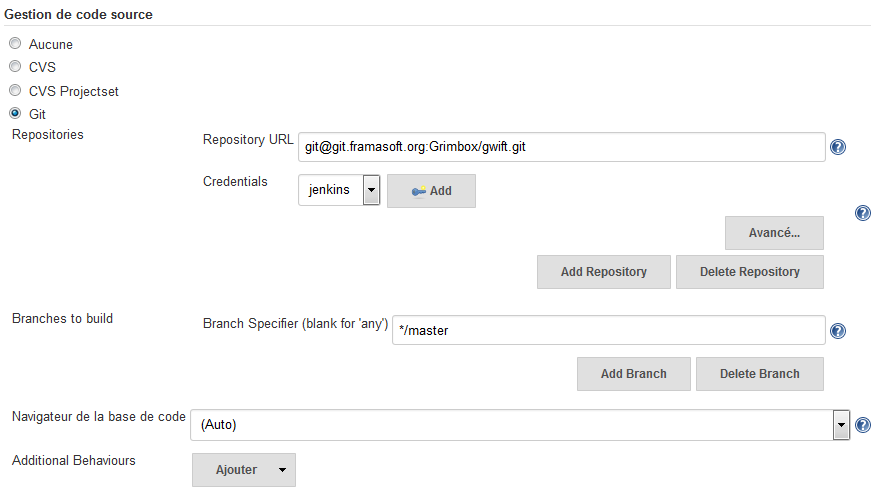 Gestion de code source
Aucune
CVS
CVS Projectset
Git
Repositories
Repository URL git@git.framasoft.org:Grimbox/gwift.git
Credentials jenkins Add
Avancé...
Add Repository Delete Repository
Branches to build
Branch Specifier (blank for 'any') */master
Add Branch Delete Branch
Navigateur de la base de code (Auto)
Additional Behaviours Ajouter